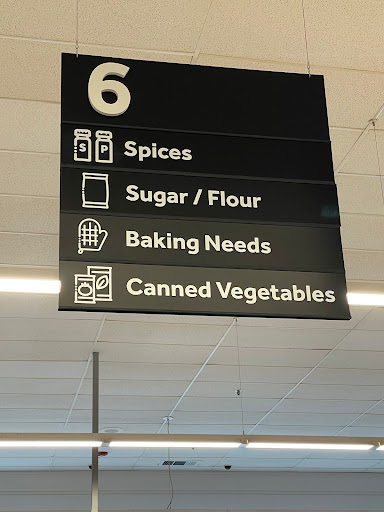 6
S P Spices
Sugar / Flour
Baking Needs
Canned Vegetables